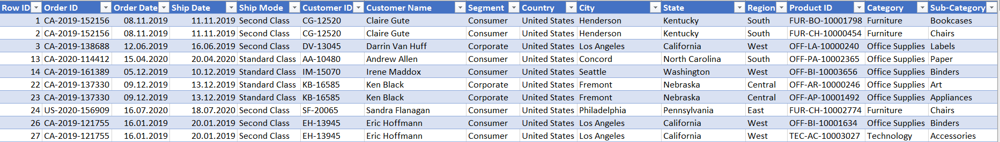 Row ID Order ID Order Date Ship Date Ship Mode Customer ID Customer Name Segment Country City State Region Product ID Category Sub-Category
1 CA-2019-152156 08.11.2019 11.11.2019 Second Class CG-12520 Claire Gute Consumer United States Henderson Kentucky South FUR-BO-10001798 Furniture Bookcases
2 CA-2019-152156 08.11.2019 11.11.2019 Second Class CG-12520 Claire Gute Consumer United States Henderson Kentucky South FUR-CH-10000454 Furniture Chairs
3 CA-2019-138688 12.06.2019 16.06.2019 Second Class DV-13045 Darrin Van Huff Corporate United States Los Angeles California West OFF-LA-10000240 Office Supplies Labels
13 CA-2020-114412 15.04.2020 20.04.2020 Standard Class AA-10480 Andrew Allen Consumer United States Concord North Carolina South OFF-PA-10002365 Office Supplies Paper
14 CA-2019-161389 05.12.2019 10.12.2019 Standard Class IM-15070 Irene Maddox Consumer United States Seattle Washington West OFF-BI-10003656 Office Supplies Binders
22 CA-2019-137330 09.12.2019 13.12.2019 Standard Class KB-16585 Ken Black Corporate United States Fremont Nebraska Central OFF-AR-10000246 Office Supplies Art
23 CA-2019-137330 09.12.2019 13.12.2019 Standard Class KB-16585 Ken Black Corporate United States Fremont Nebraska Central OFF-AP-10001492 Office Supplies Appliances
24 US-2020-156909 16.07.2020 18.07.2020 Second Class SF-20065 Sandra Flanagan Consumer United States Philadelphia Pennsylvania East FUR-CH-10002774 Furniture Chairs
26 CA-2019-121755 16.01.2019 20.01.2019 Second Class EH-13945 Eric Hoffmann Consumer United States Los Angeles California West OFF-BI-10001634 Office Supplies Binders
27 CA-2019-121755 16.01.2019 20.01.2019 Second Class EH-13945 Eric Hoffmann Consumer United States Los Angeles California West TEC-AC-10003027 Technology Accessories